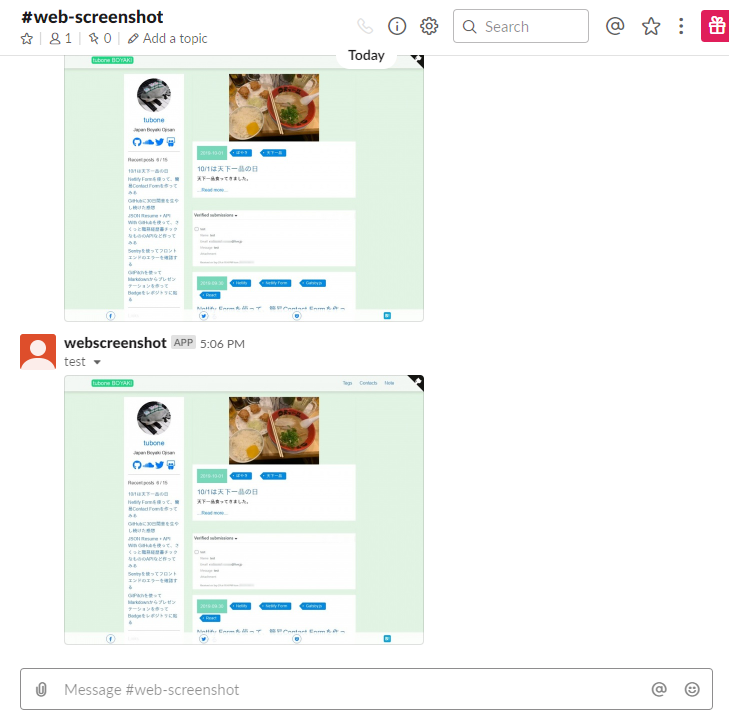 #web-screenshot
1
0
Add a topic
Search
Today
tubone BOYAKI
tubone
Japan Boyaki Ojisan
Recent posts 6 / 15
10/1は天下一品の日
Netlify Formを使って、簡
易Contact Formを作って
みる
GitHubに30日間草を生や
し続けた感想
JSON Resume + API
With GitHubを使って、さ
くっと職務経歴書チック
なもののAPIなど作って
みる
Sentryを使ってフロント
エンドのエラーを確認す
る
GitPitchを使って
Markdownからプレゼン
テーションを作って
Badgeをレポジトリに貼
る
2019-10-01
ぼやき
天下一品
10/1は天下一品の日
天下一品食ってきました。
...Read more...
Verified submissions
Netlify
Netlify Form
Gatsby.js
React
Netlify Formを使って、簡易Contact Formを作っ
webscreenshot APP 5:06 PM
test
tubone BOYAKI
Tags Contacts Note
tubone
Japan Boyaki Ojisan
Recent posts 6 / 15
10/1は天下一品の日
Netlify Formを使って、簡
易Contact Formを作って
みる
GitHubに30日間草を生や
し続けた感想
JSON Resume + API
With GitHubを使って、さ
くっと職務経歴書チック
なもののAPIなど作って
みる
Sentryを使ってフロント
エンドのエラーを確認す
る
GitPitchを使って
Markdownからプレゼン
テーションを作って
Badgeをレポジトリに貼
る
2019-10-01
ぼやき
天下一品
10/1は天下一品の日
天下一品食ってきました。
...Read more...
Verified submissions
Netlify
Netlify Form
Gatsby.js
React
Netlify Formを使って、簡易Contact Formを作っ
Message #web-screenshot